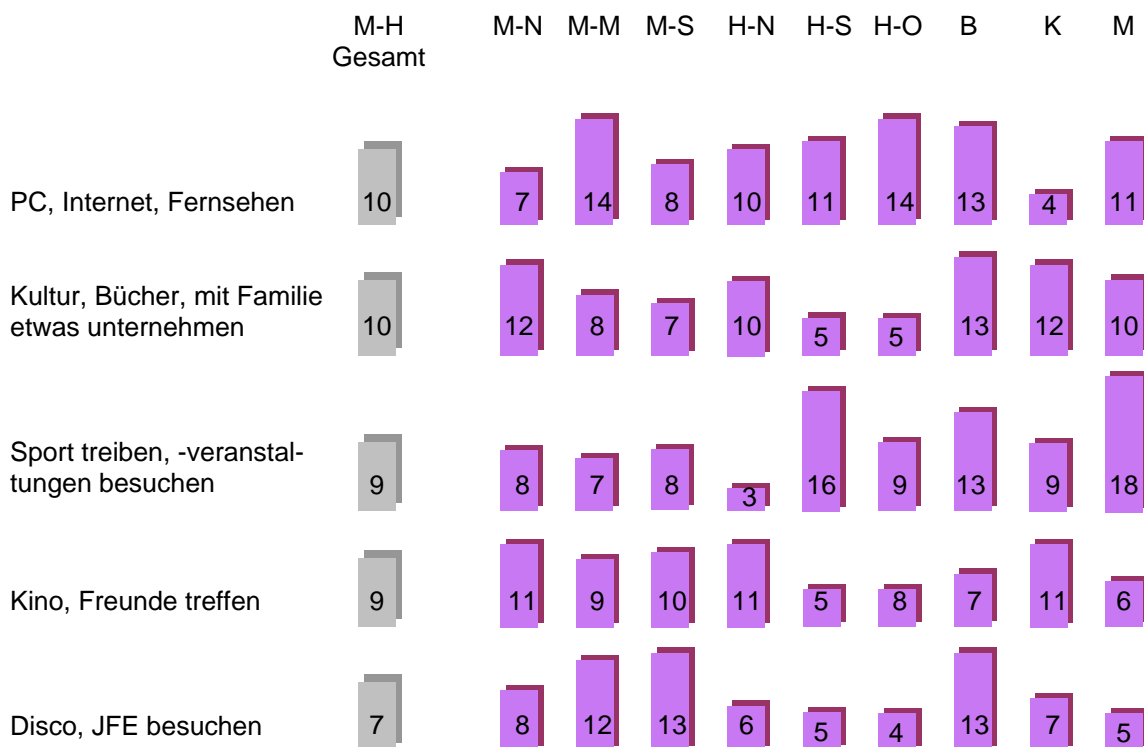 M-H M-N M-M M-S H-N H-S H-O B K M
Gesamt
PC, Internet, Fernsehen 10 7 14 8 10 11 14 13 4 11
Kultur, Bücher, mit Familie
etwas unternehmen 10 12 8 7 10 5 5 13 12 10
Sport treiben, -veranstal-
tungen besuchen 9 8 7 8 3 16 9 13 9 18
Kino, Freunde treffen 9 11 9 10 11 5 8 7 11 6
Disco, JFE besuchen 7 8 12 13 6 5 4 13 7 5